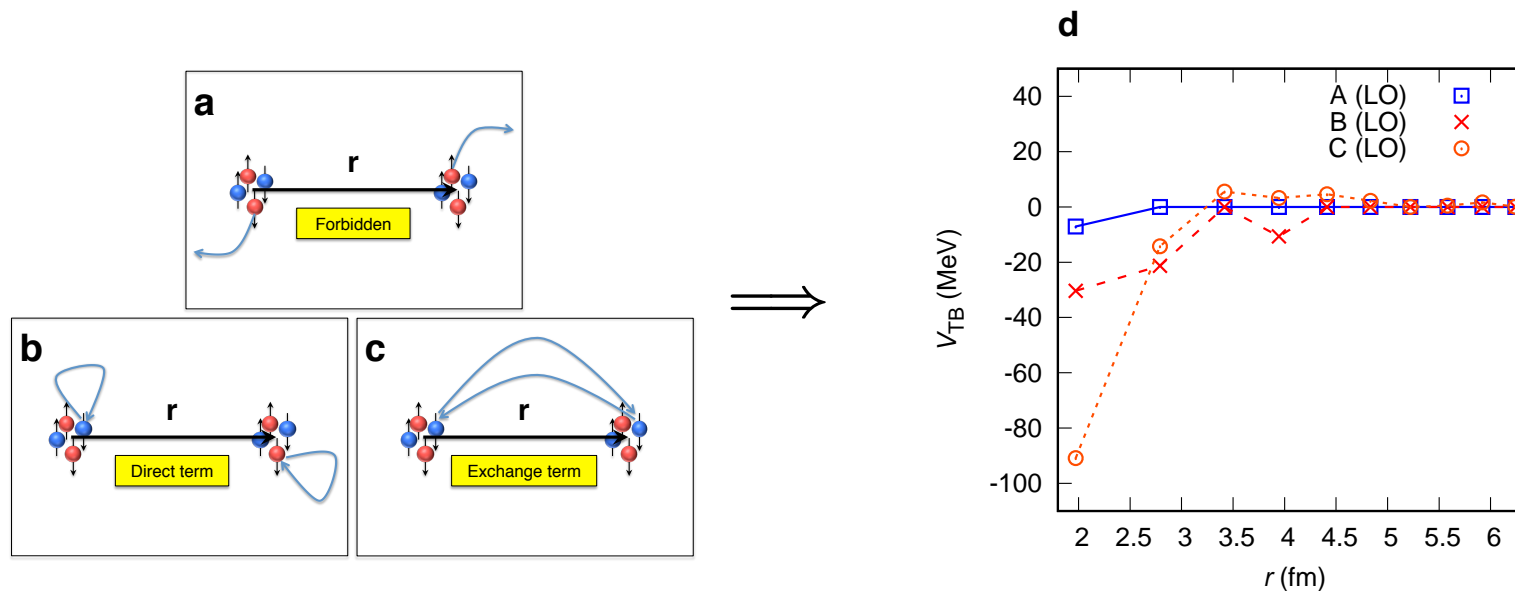 a
r
Forbidden
b
r
Direct term
c
r
Exchange term
⟹
d
A (LO)
B (LO)
C (LO)
40
20
0
-20
-40
-60
-80
-100
V_TB (MeV)
2 2.5 3 3.5 4 4.5 5 5.5 6
r (fm)